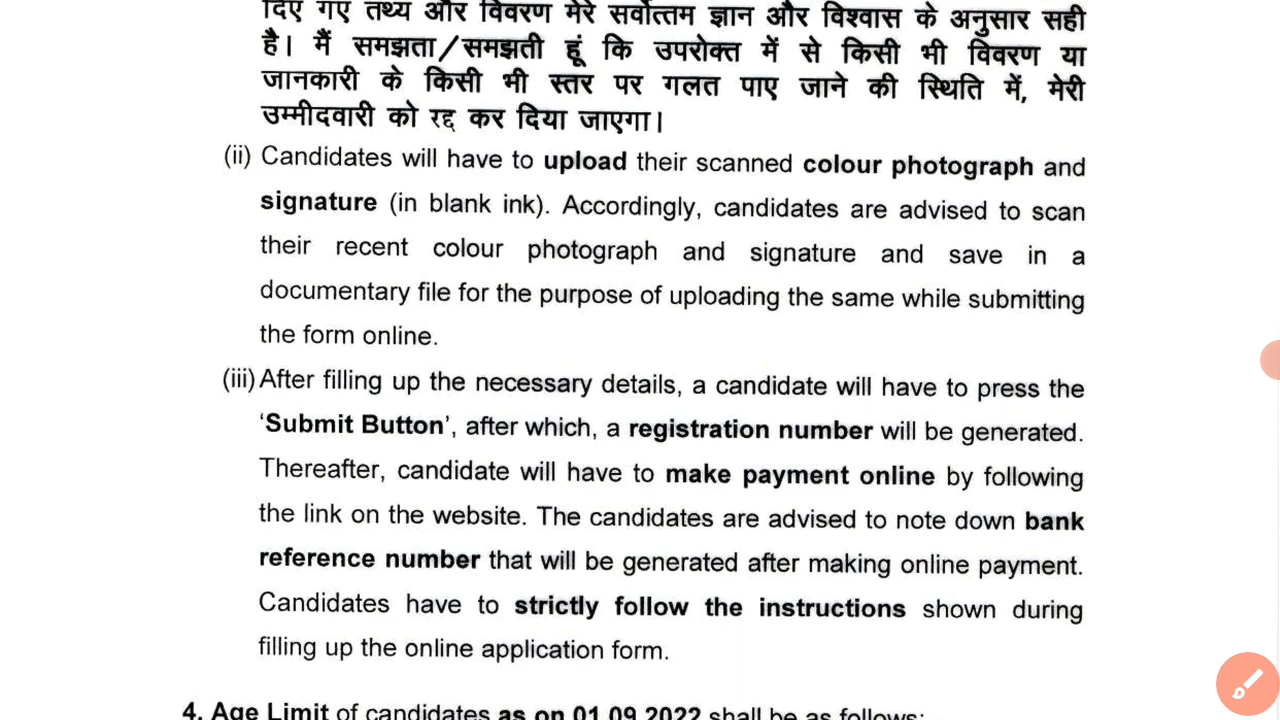 दिए गए तथ्य और विवरण मेरे सर्वोत्तम ज्ञान और विश्वास के अनुसार सही
है। मैं समझता/समझती हूं कि उपरोक्त में से किसी भी विवरण या
जानकारी के किसी भी स्तर पर गलत पाए जाने की स्थिति में, मेरी
उम्मीदवारी को रद्द कर दिया जाएगा।
(ii) Candidates will have to upload their scanned colour photograph and
signature (in blank ink). Accordingly, candidates are advised to scan
their recent colour photograph and signature and save in a
documentary file for the purpose of uploading the same while submitting
the form online.
(iii) After filling up the necessary details, a candidate will have to press the
‘Submit Button’, after which, a registration number will be generated.
Thereafter, candidate will have to make payment online by following
the link on the website. The candidates are advised to note down bank
reference number that will be generated after making online payment.
Candidates have to strictly follow the instructions shown during
filling up the online application form.
4. Age Limit of candidates as on 01.09.2022 shall be as follows: